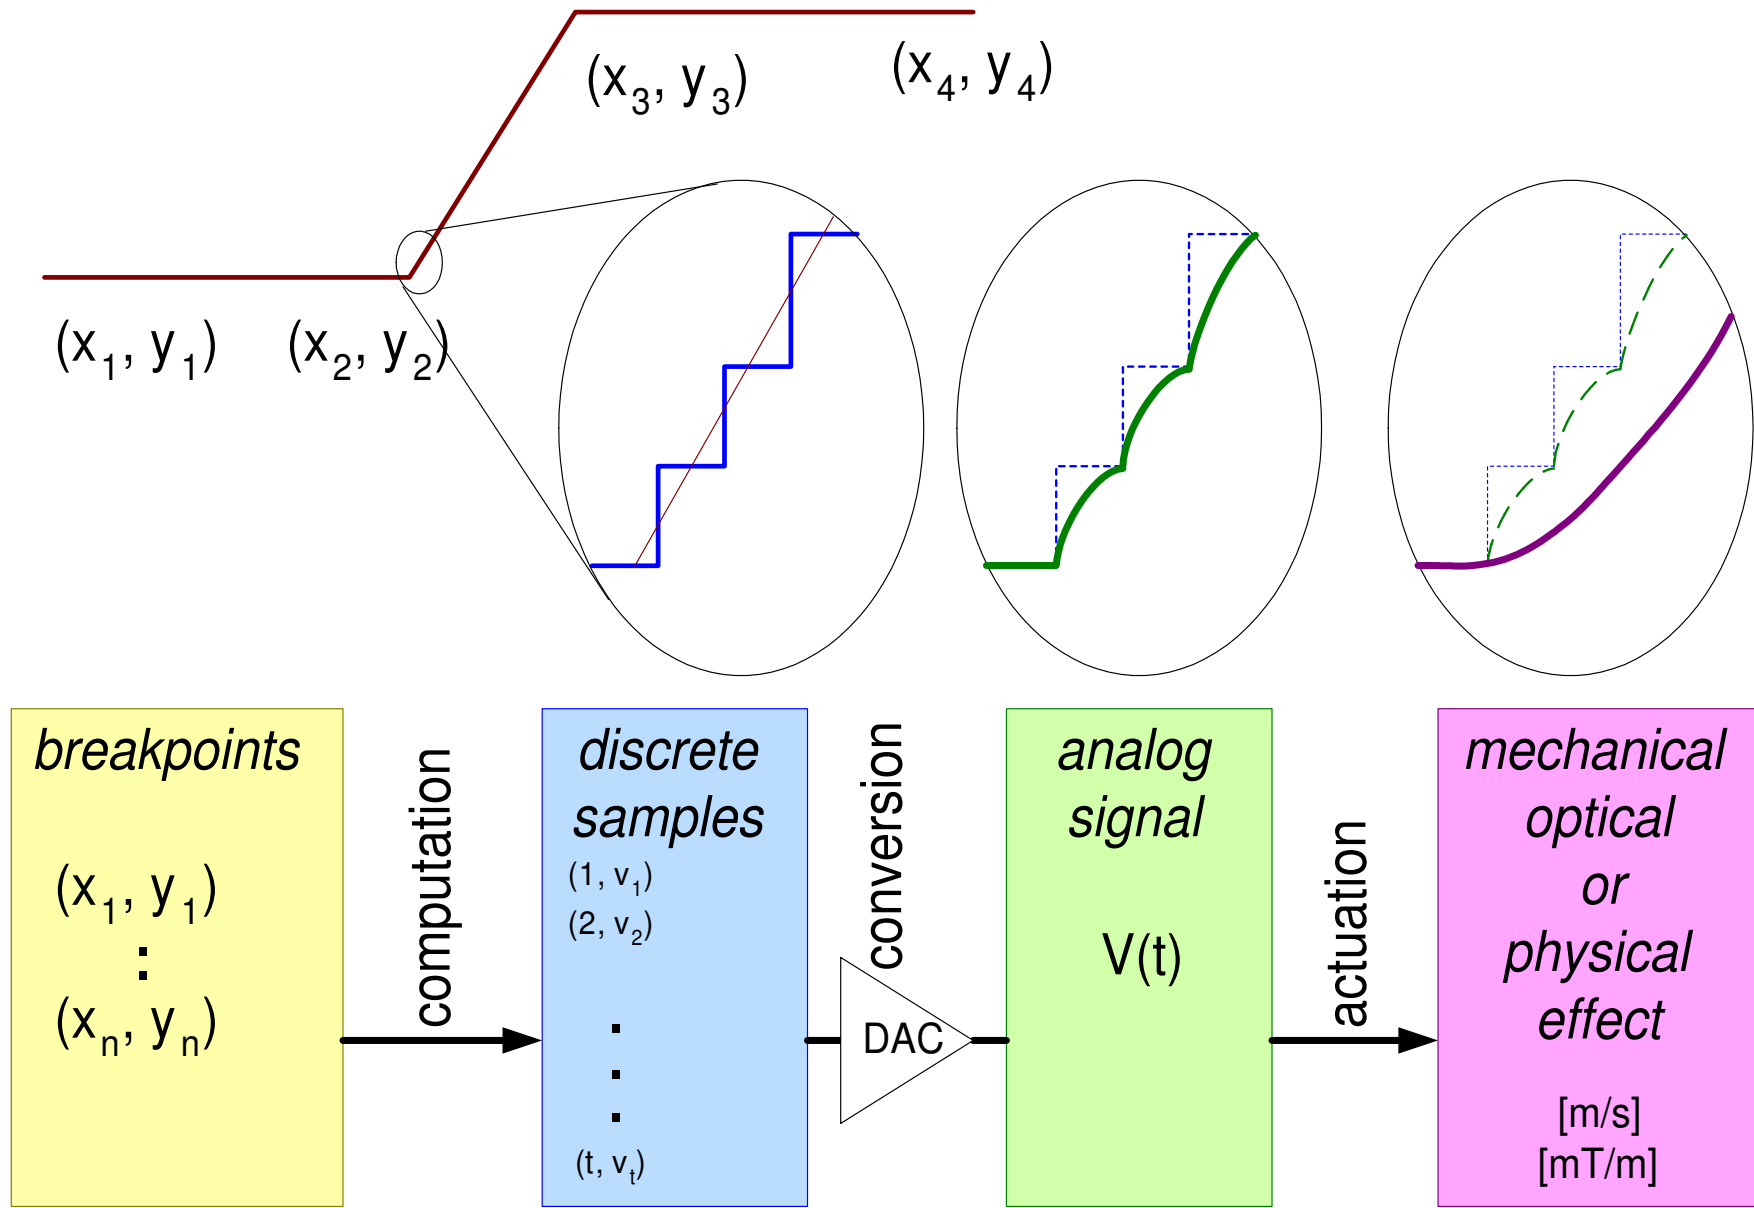 (x₃, y₃)
(x₄, y₄)
(x₁, y₁)
(x₂, y₂)
breakpoints
(x₁, y₁)
:
(xₙ, yₙ)
computation
discrete
samples
(1, v₁)
(2, v₂)
.
.
.
(t, vₜ)
conversion
DAC
analog
signal
V(t)
actuation
mechanical
optical
or
physical
effect
[m/s]
[mT/m]